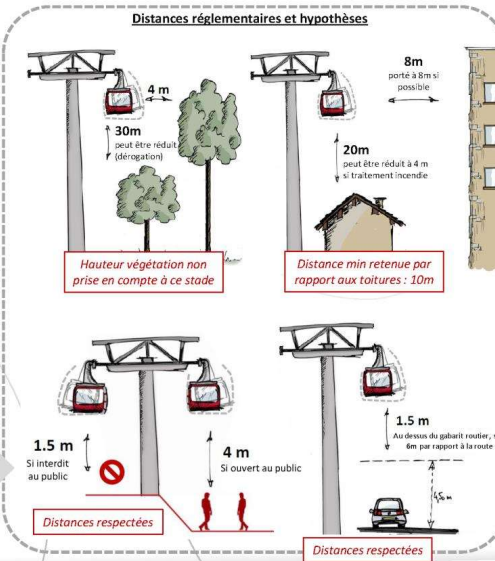 Distances réglementaires et hypothèses
4 m
30m
peut être réduit
(dérogation)
Hauteur végétation non
prise en compte à ce stade
8m
porté à 8m si
possible
20m
peut être réduit à 4 m
si traitement incendie
Distance min retenue par
rapport aux toitures : 10m
1.5 m
Si interdit
au public
4 m
Si ouvert au public
Distances respectées
1.5 m
Au dessus du gabarit routier, s
6m par rapport à la route
4,50m
Distances respectées